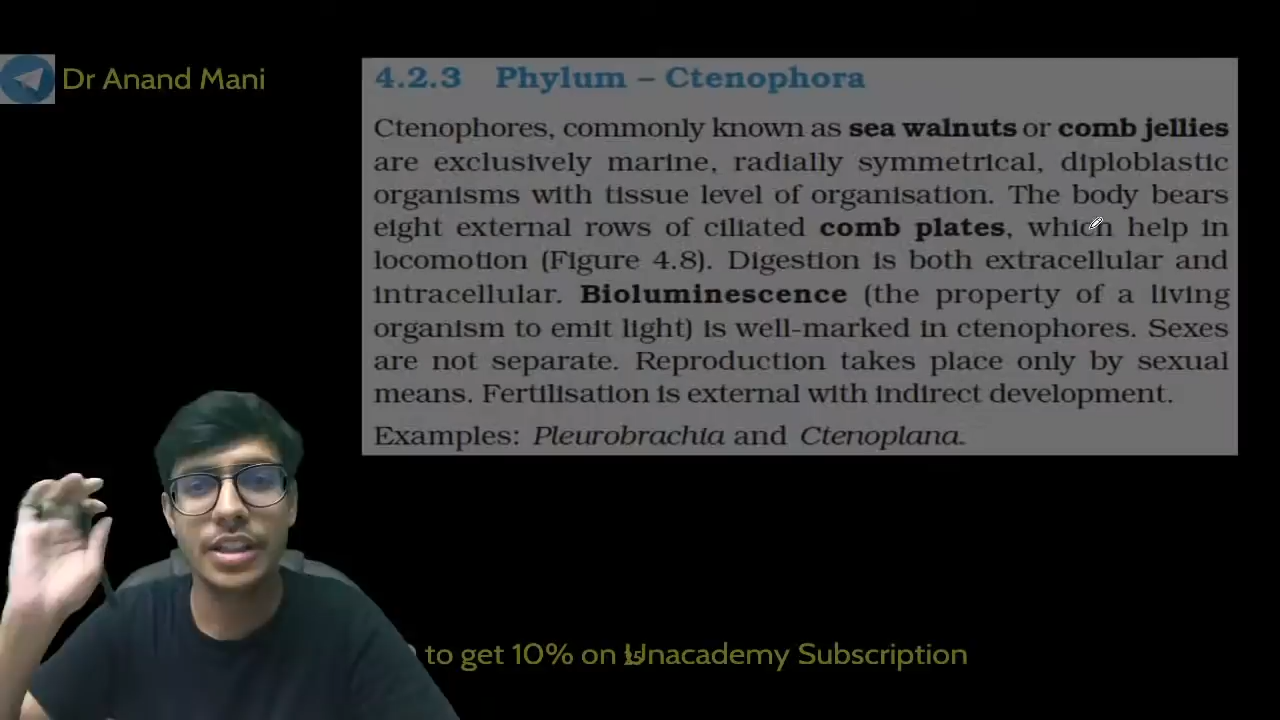 Dr Anand Mani
4.2.3 Phylum – Ctenophora
Ctenophores, commonly known as sea walnuts or comb jellies
are exclusively marine, radially symmetrical, diploblastic
organisms with tissue level of organisation. The body bears
eight external rows of ciliated comb plates, which help in
locomotion (Figure 4.8). Digestion is both extracellular and
intracellular. Bioluminescence (the property of a living
organism to emit light) is well-marked in ctenophores. Sexes
are not separate. Reproduction takes place only by sexual
means. Fertilisation is external with indirect development.
Examples: Pleurobrachia and Ctenoplana.
to get 10% on Unacademy Subscription